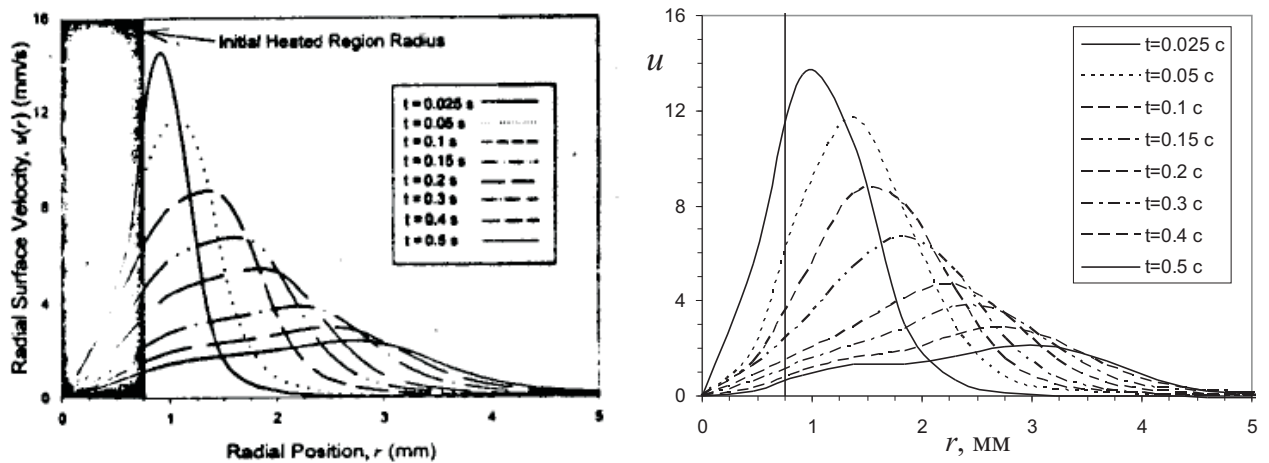 16
12
8
4
0
Radial Surface Velocity, u(r) (mm/s)
Initial Heated Region Radius
t = 0.025 s
t = 0.05 s
t = 0.1 s
t = 0.15 s
t = 0.2 s
t = 0.3 s
t = 0.4 s
t = 0.5 s
0 1 2 3 4 5
Radial Position, r (mm)
16
12
8
4
0
u
t=0.025 c
t=0.05 c
t=0.1 c
t=0.15 c
t=0.2 c
t=0.3 c
t=0.4 c
t=0.5 c
0 1 2 3 4 5
r, мм